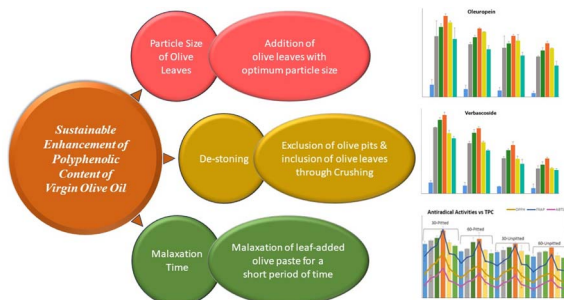 Sustainable
Enhancement of
Polyphenolic
Content of
Virgin Olive Oil
Particle Size
of Olive
Leaves
Addition of
olive leaves with
optimum particle size
De-stoning
Exclusion of olive pits &
inclusion of olive leaves
through Crushing
Malaxation
Time
Malaxation of leaf-added
olive paste for a
short period of time
Oleuropein
Verbascoside
Antiradical Activities vs TPC